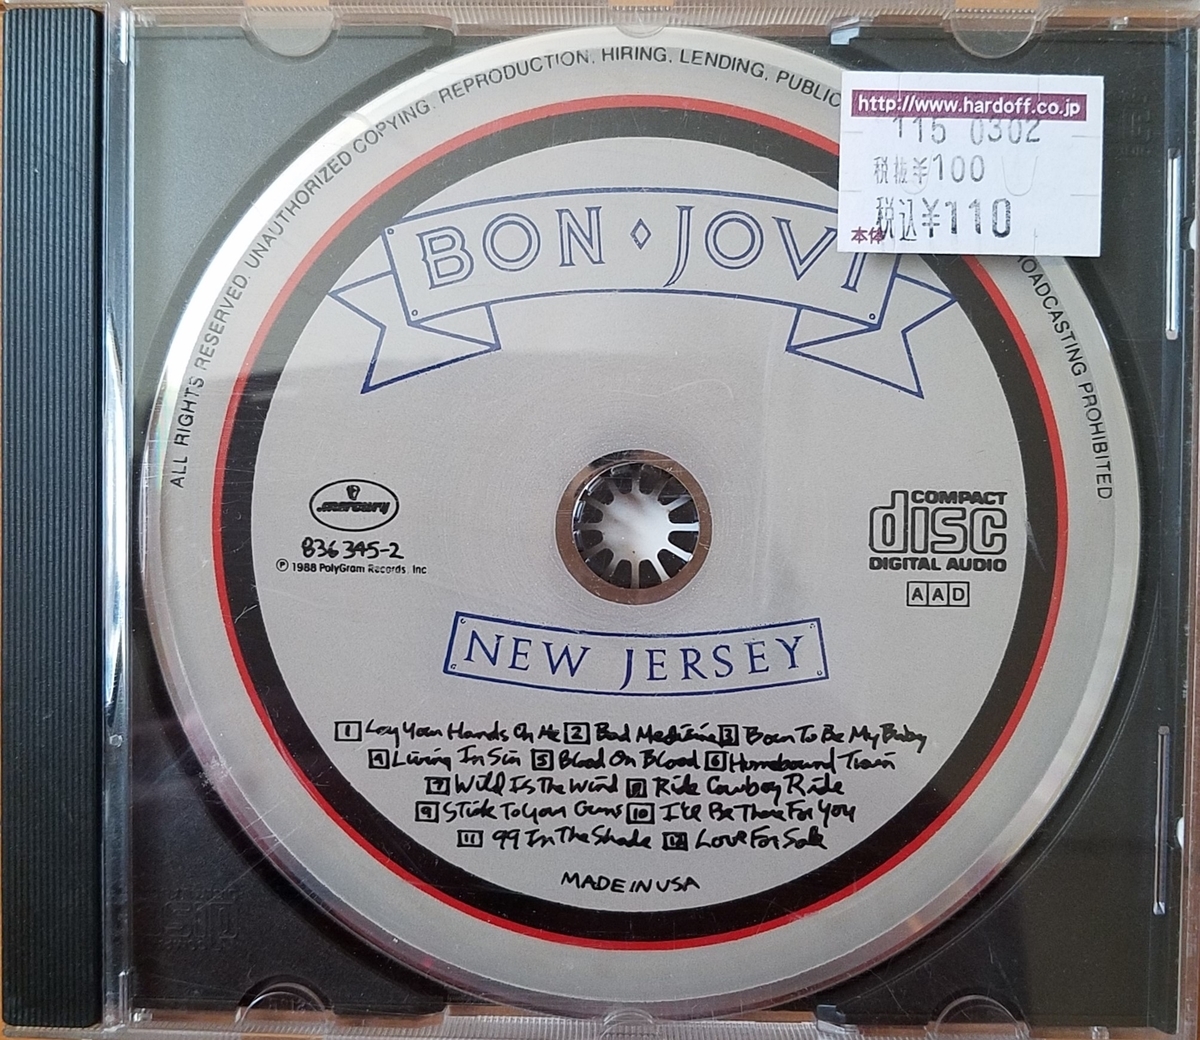 ALL RIGHTS RESERVED. UNAUTHORIZED COPYING. REPRODUCTION. HIRING. LENDING. PUBLIC
ROADCASTING PROHIBITED
http://www.hardoff.co.jp
115 0302
税抜¥100
税込¥110
本体
BON JOVI
mercury
836 345-2
℗ 1988 PolyGram Records, Inc
COMPACT
disc
DIGITAL AUDIO
AAD
NEW JERSEY
1 Lay Your Hands On Me 2 Bad Medicine 3 Born To Be My Baby
4 Living In Sin 5 Blood On Blood 6 Homebound Train
7 Wild Is The Wind 8 Ride Cowboy Ride
9 Stick To Your Guns 10 I'll Be There For You
11 99 In The Shade 12 Love For Sale
MADE IN USA